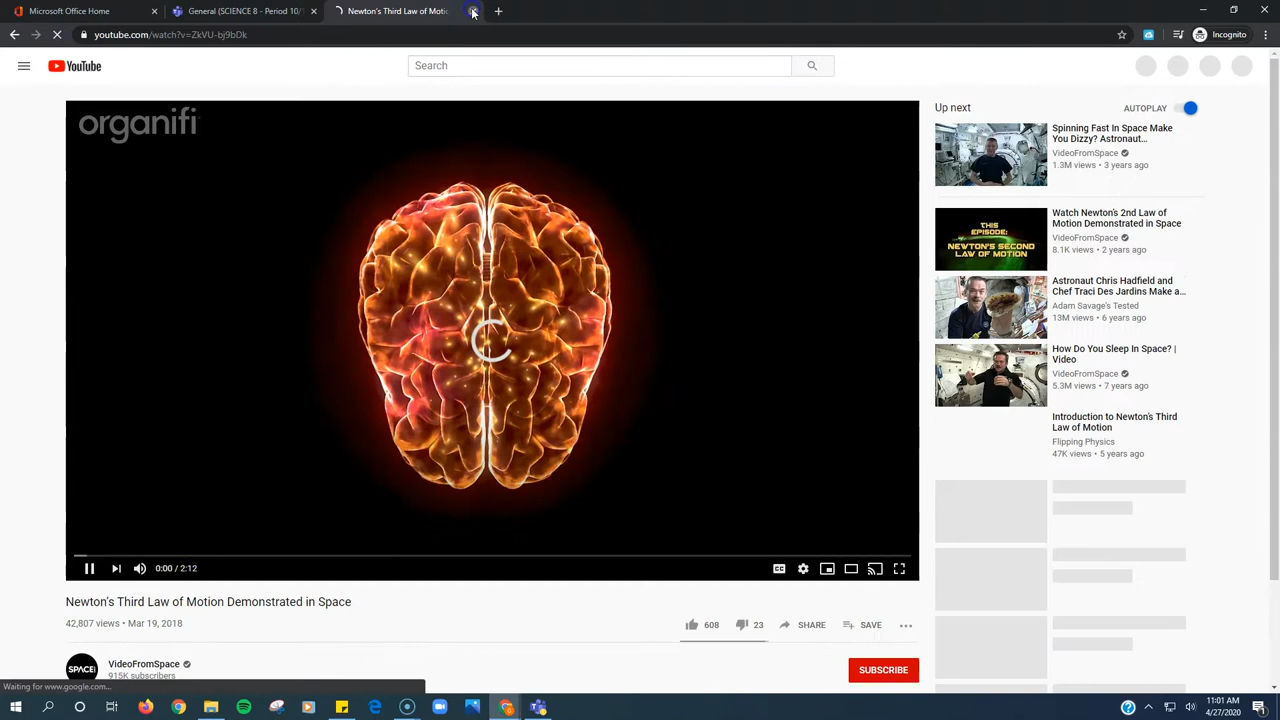 Microsoft Office Home
General (SCIENCE 8 - Period 10/
Newton's Third Law of Moti
youtube.com/watch?v=ZkVU-bj9bDk
Incognito
YouTube
Search
organifi
Up next
AUTOPLAY
Spinning Fast In Space Make
You Dizzy? Astronaut...
VideoFromSpace
1.3M views • 3 years ago
THIS
EPISODE:
NEWTON'S SECOND
LAW OF MOTION
Watch Newton's 2nd Law of
Motion Demonstrated in Space
VideoFromSpace
8.1K views • 2 years ago
Astronaut Chris Hadfield and
Chef Traci Des Jardins Make a...
Adam Savage's Tested
13M views • 6 years ago
How Do You Sleep In Space? |
Video
VideoFromSpace
5.3M views • 7 years ago
Introduction to Newton's Third
Law of Motion
Flipping Physics
47K views • 5 years ago
0:00 / 2:12
CC
Newton's Third Law of Motion Demonstrated in Space
42,807 views • Mar 19, 2018
608
23
SHARE
SAVE
SPACE
VideoFromSpace
915K subscribers
SUBSCRIBE
Waiting for www.google.com...
11:01 AM
4/27/2020